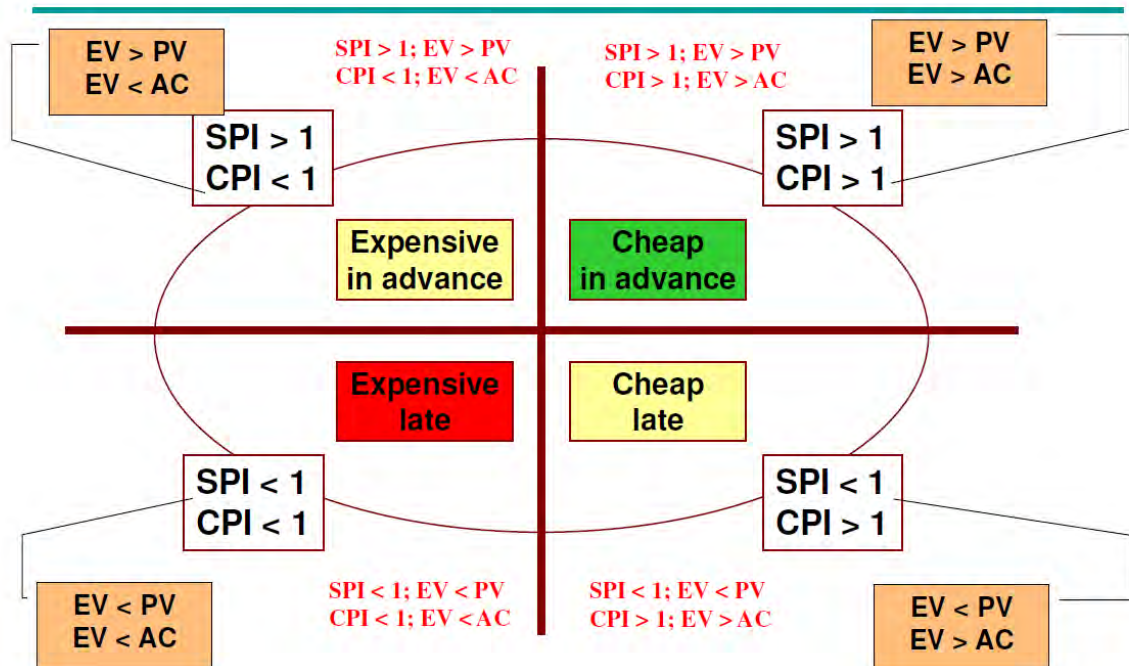 EV > PV
EV < AC
SPI > 1; EV > PV
CPI < 1; EV < AC
SPI > 1; EV > PV
CPI > 1; EV > AC
EV > PV
EV > AC
SPI > 1
CPI < 1
SPI > 1
CPI > 1
Expensive
in advance
Cheap
in advance
Expensive
late
Cheap
late
SPI < 1
CPI < 1
SPI < 1
CPI > 1
EV < PV
EV < AC
SPI < 1; EV < PV
CPI < 1; EV < AC
SPI < 1; EV < PV
CPI > 1; EV > AC
EV < PV
EV > AC